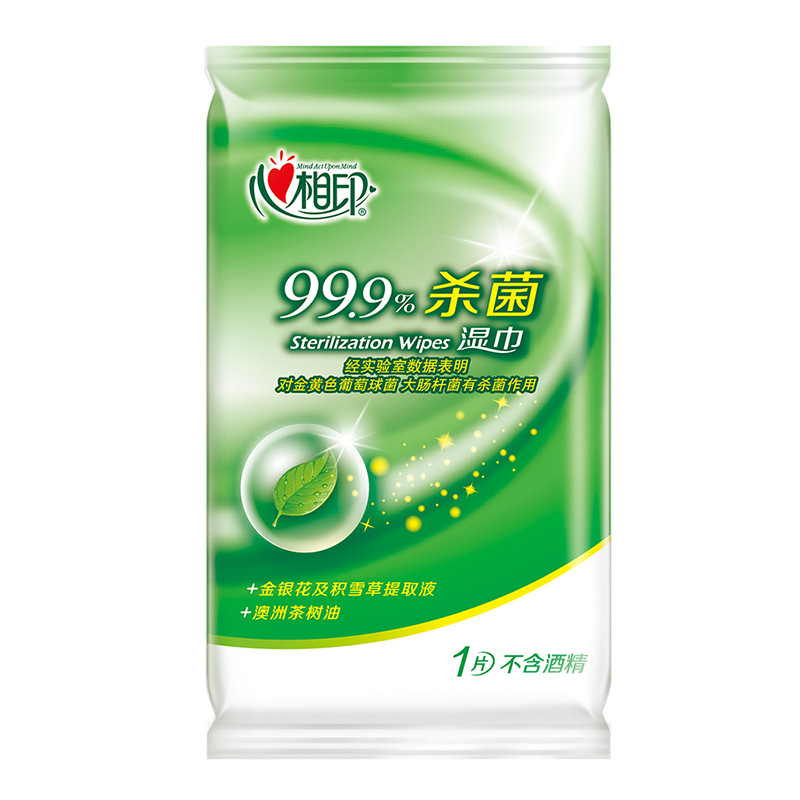 Mind Act Upon Mind
心相印®
99.9% 杀菌
Sterilization Wipes 湿巾
经实验室数据表明
对金黄色葡萄球菌 大肠杆菌有杀菌作用
+金银花及积雪草提取液
+澳洲茶树油
1片 不含酒精